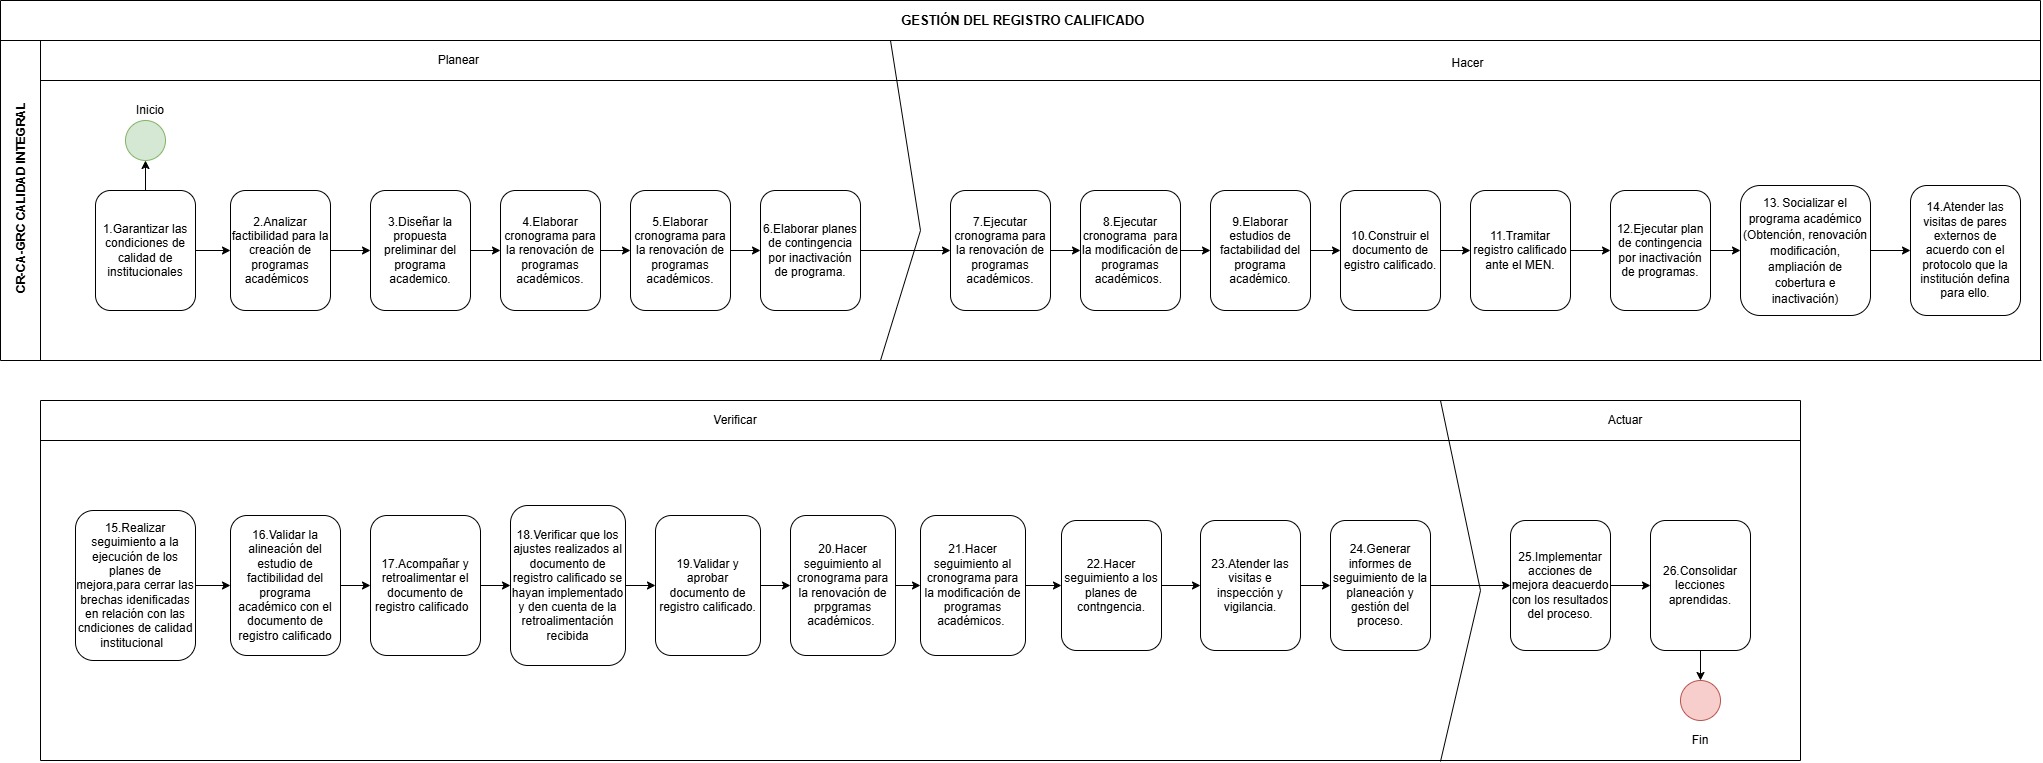 GESTIÓN DEL REGISTRO CALIFICADO
CR-CA-GRC CALIDAD INTEGRAL
Planear
Hacer
Inicio
1.Garantizar las
condiciones de
calidad de
institucionales
2.Analizar
factibilidad para la
creación de
programas
académicos
3.Diseñar la
propuesta
preliminar del
programa
academico.
4.Elaborar
cronograma para
la renovación de
programas
académicos.
5.Elaborar
cronograma para
la renovación de
programas
académicos.
6.Elaborar planes
de contingencia
por inactivación
de programa.
7.Ejecutar
cronograma para
la renovación de
programas
académicos.
8.Ejecutar
cronograma para
la modificación de
programas
académicos.
9.Elaborar
estudios de
factabilidad del
programa
académico.
10.Construir el
documento de
egistro calificado.
11.Tramitar
registro calificado
ante el MEN.
12.Ejecutar plan
de contingencia
por inactivación
de programas.
13. Socializar el
programa académico
(Obtención, renovación
modificación,
ampliación de
cobertura e
inactivación)
14.Atender las
visitas de pares
externos de
acuerdo con el
protocolo que la
institución defina
para ello.
Verificar
Actuar
15.Realizar
seguimiento a la
ejecución de los
planes de
mejora,para cerrar las
brechas idenificadas
en relación con las
cndiciones de calidad
institucional
16.Validar la
alineación del
estudio de
factibilidad del
programa
académico con el
documento de
registro calificado
17.Acompañar y
retroalimentar el
documento de
registro calificado
18.Verificar que los
ajustes realizados al
documento de
registro calificado se
hayan implementado
y den cuenta de la
retroalimentación
recibida
19.Validar y
aprobar
documento de
registro calificado.
20.Hacer
seguimiento al
cronograma para
la renovación de
prpgramas
académicos.
21.Hacer
seguimiento al
cronograma para
la modificación de
programas
académicos.
22.Hacer
seguimiento a los
planes de
contngencia.
23.Atender las
visitas e
inspección y
vigilancia.
24.Generar
informes de
seguimiento de la
planeación y
gestión del
proceso.
25.Implementar
acciones de
mejora deacuerdo
con los resultados
del proceso.
26.Consolidar
lecciones
aprendidas.
Fin